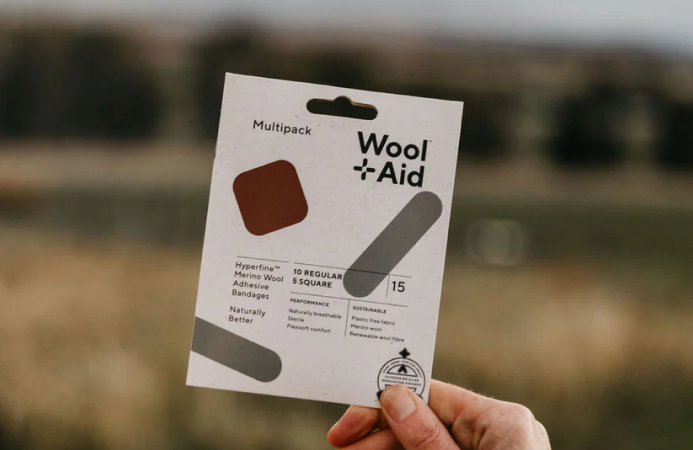 Multipack
Wool™
+Aid
Hyperfine™
Merino Wool
Adhesive
Bandages
Naturally
Better
10 REGULAR
5 SQUARE
15
PERFORMANCE
Naturally breathable
Sterile
Flexisoft comfort
SUSTAINABLE
Plastic free fabric
Merino wool
Renewable wool fibre